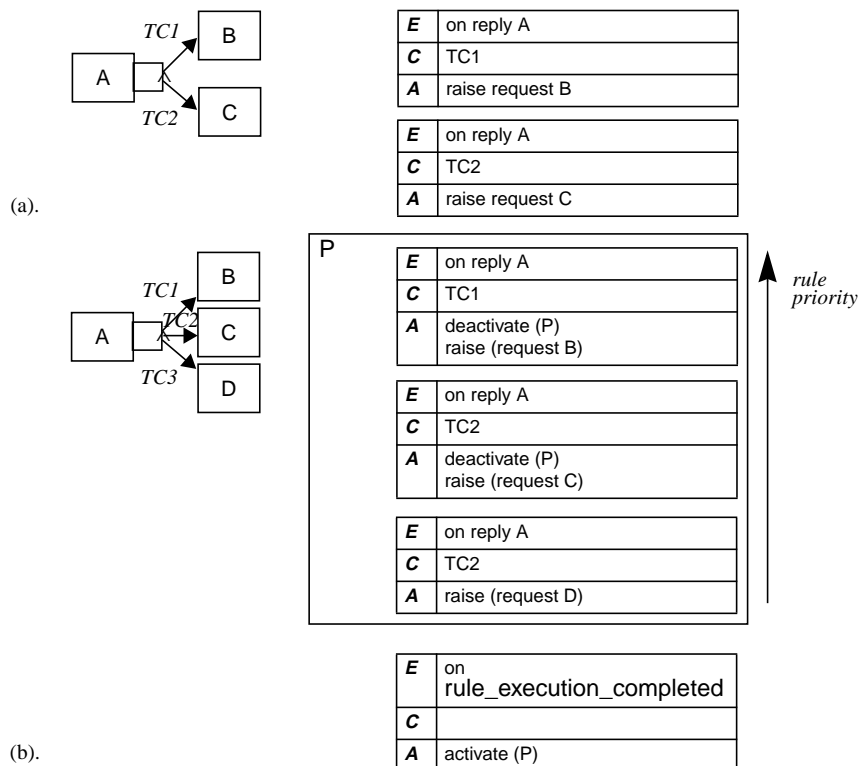 TC1
B
A
TC2
C
E on reply A
C TC1
A raise request B
E on reply A
C TC2
A raise request C
(a).
TC1
B
A
TC2
C
TC3
D
P
E on reply A
C TC1
A deactivate (P)
raise (request B)
E on reply A
C TC2
A deactivate (P)
raise (request C)
E on reply A
C TC2
A raise (request D)
rule
priority
E on
rule_execution_completed
C
A activate (P)
(b).